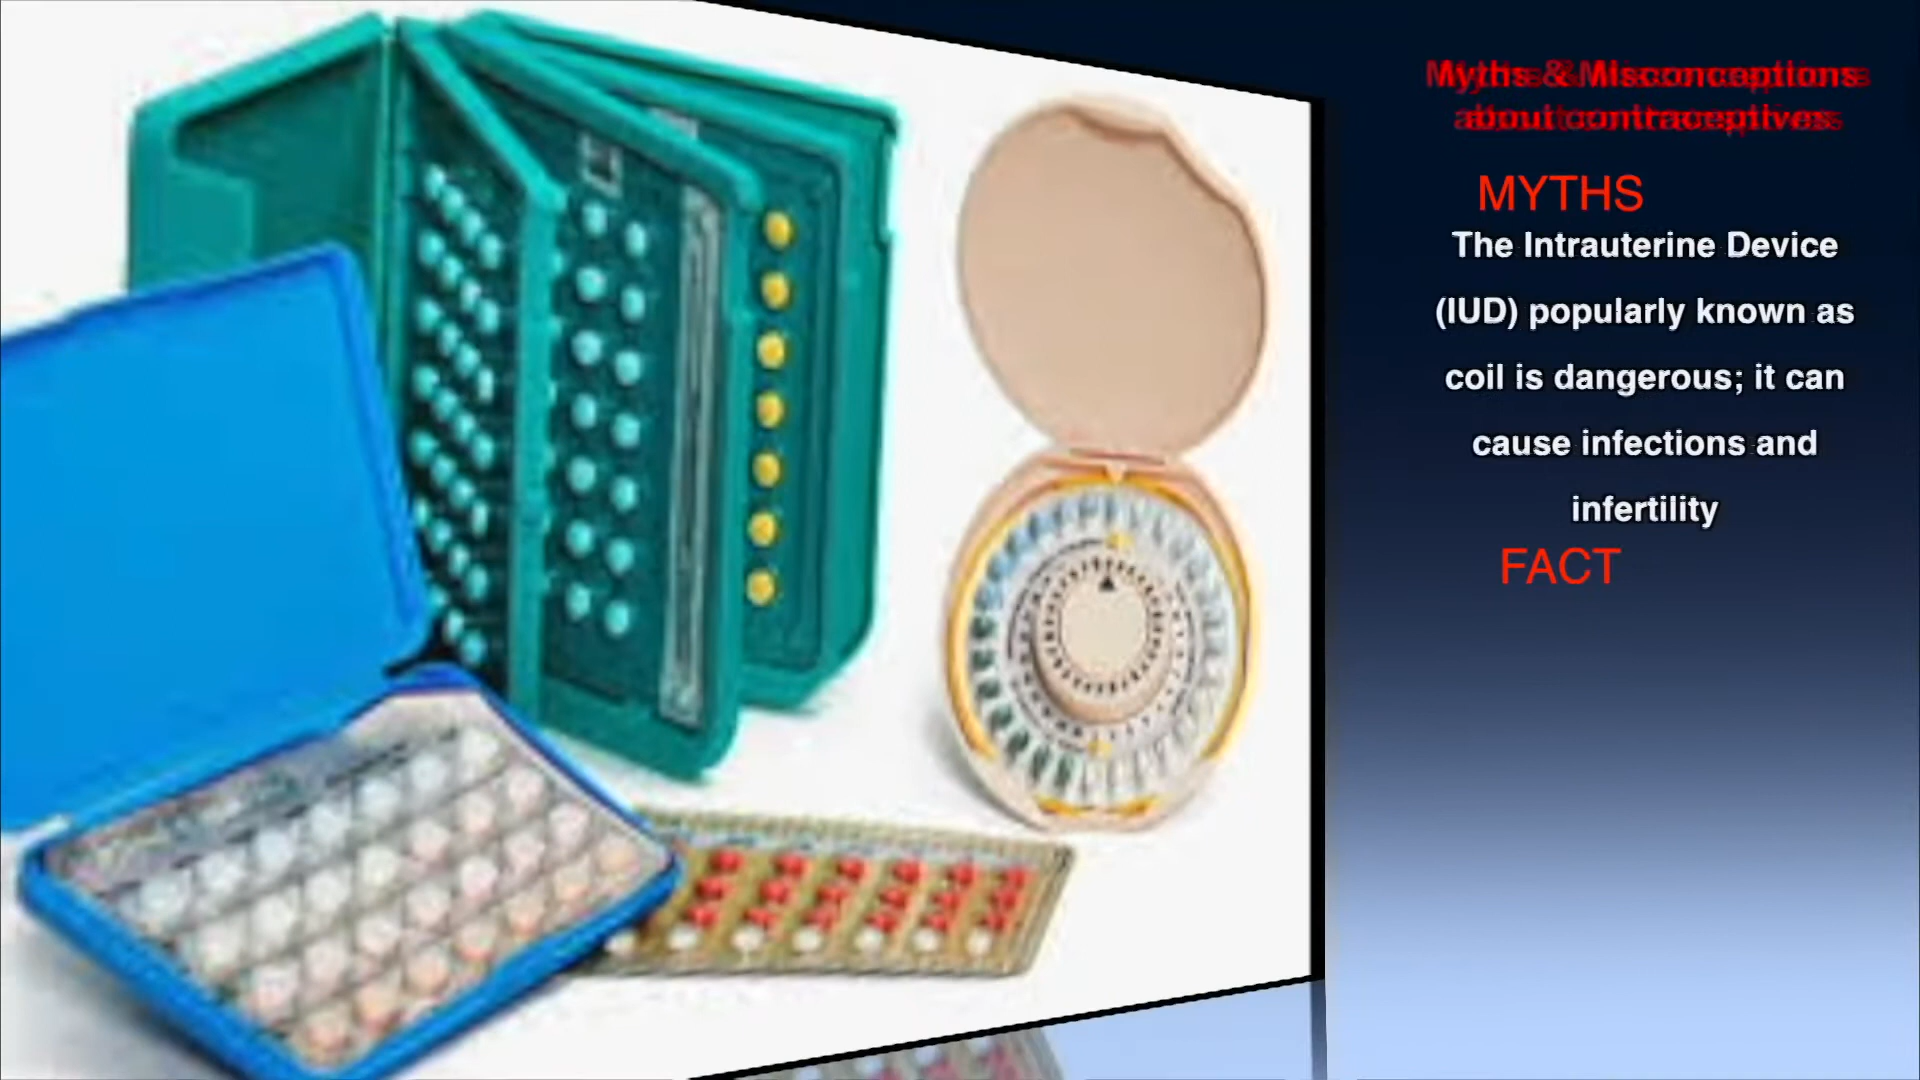 Myths & Misconceptions
about contraceptives
MYTHS
The Intrauterine Device
(IUD) popularly known as
coil is dangerous; it can
cause infections and
infertility
FACT